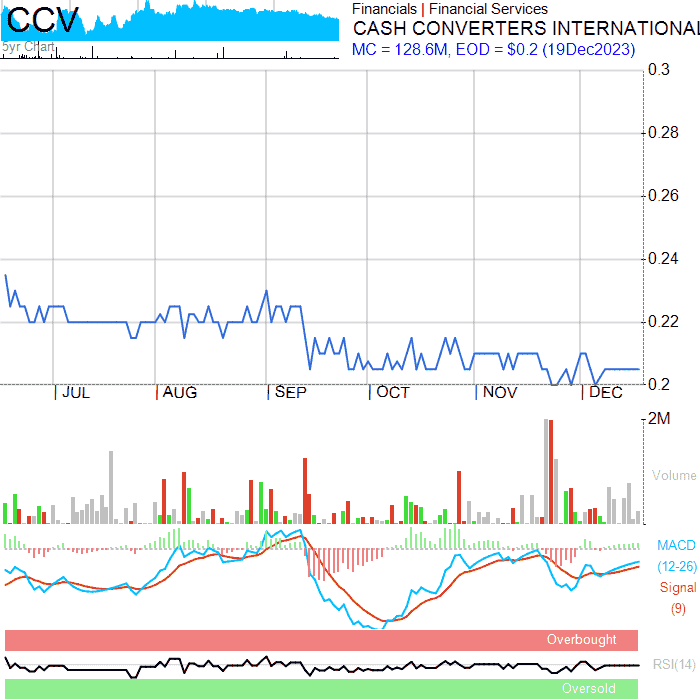 CCV
5yr Chart
Financials | Financial Services
CASH CONVERTERS INTERNATIONAL
MC = 128.6M, EOD = $0.2 (19Dec2023)
0.3
0.28
0.26
0.24
0.22
0.2
JUL AUG SEP OCT NOV DEC
2M
Volume
MACD
(12-26)
Signal
(9)
Overbought
RSI(14)
Oversold